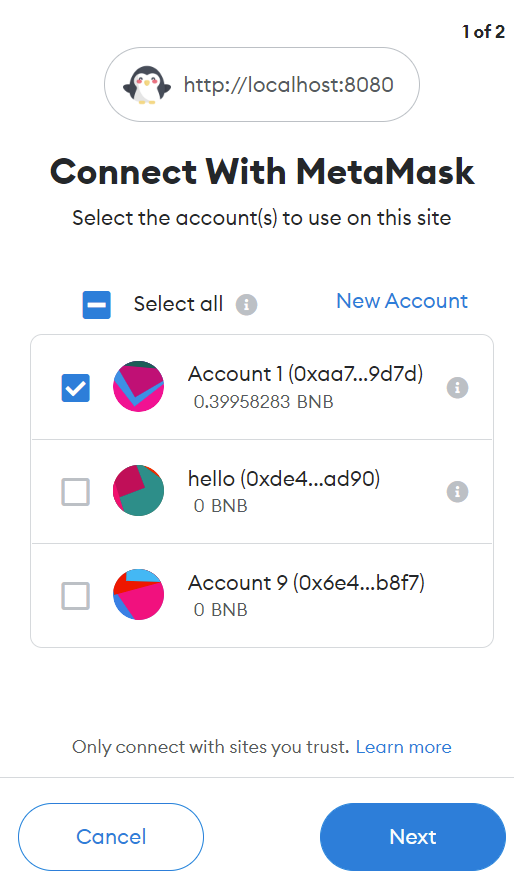 1 of 2
http://localhost:8080
Connect With MetaMask
Select the account(s) to use on this site
Select all
New Account
Account 1 (0xaa7...9d7d)
0.39958283 BNB
hello (0xde4...ad90)
0 BNB
Account 9 (0x6e4...b8f7)
0 BNB
Only connect with sites you trust. Learn more
Cancel
Next